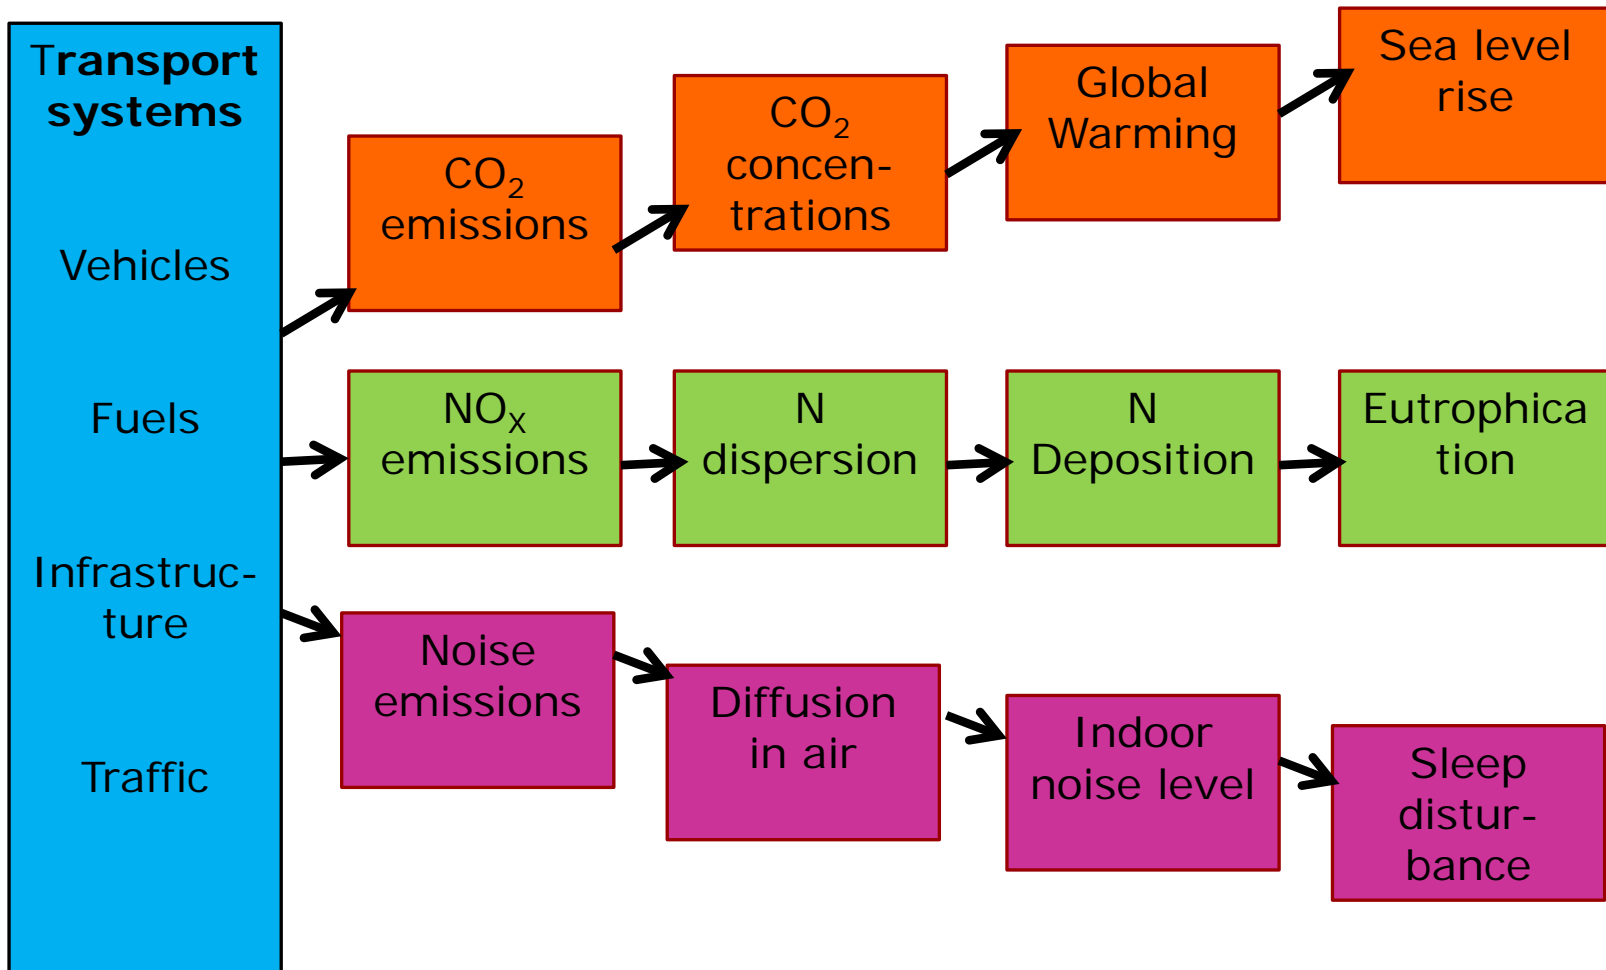 Transport
systems
Vehicles
Fuels
Infrastruc-
ture
Traffic
CO₂
emissions
CO₂
concen-
trations
Global
Warming
Sea level
rise
NOₓ
emissions
N
dispersion
N
Deposition
Eutrophica
tion
Noise
emissions
Diffusion
in air
Indoor
noise level
Sleep
distur-
bance